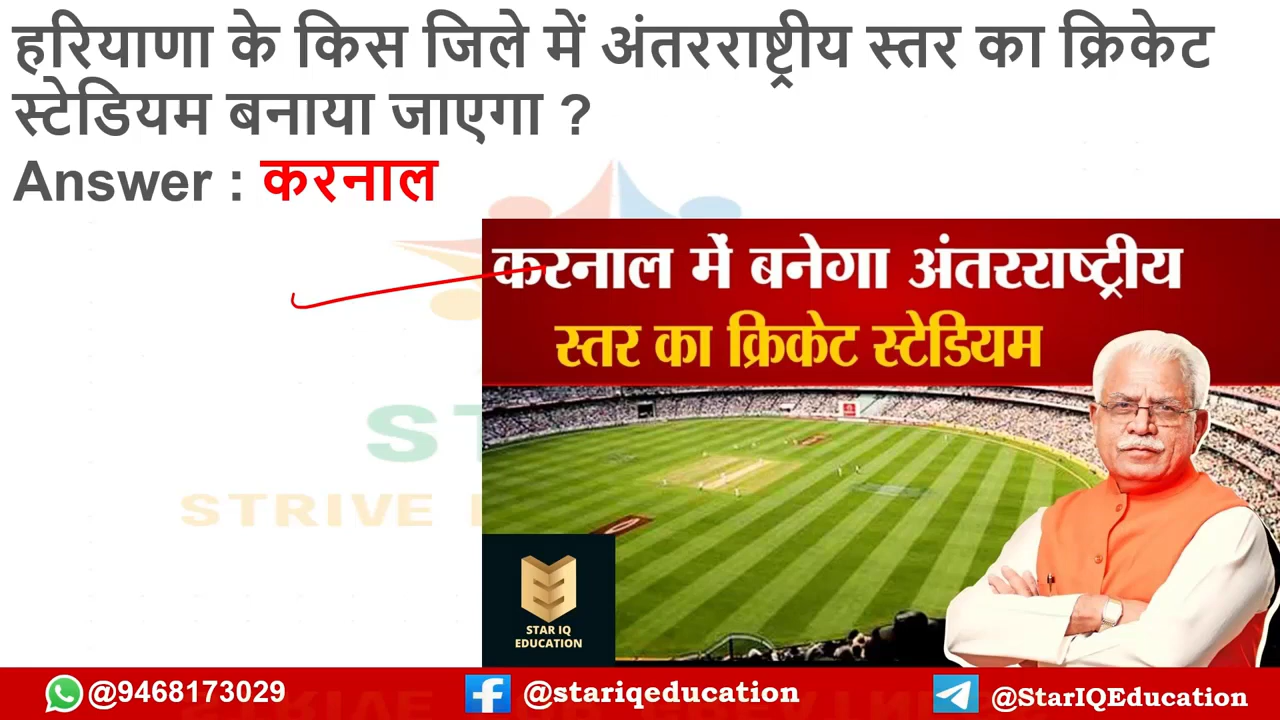 हरियाणा के किस जिले में अंतरराष्ट्रीय स्तर का क्रिकेट
स्टेडियम बनाया जाएगा ?
Answer : करनाल
करनाल में बनेगा अंतरराष्ट्रीय
स्तर का क्रिकेट स्टेडियम
STRIVE
STAR IQ
EDUCATION
@9468173029
@stariqeducation
@StarIQEducation